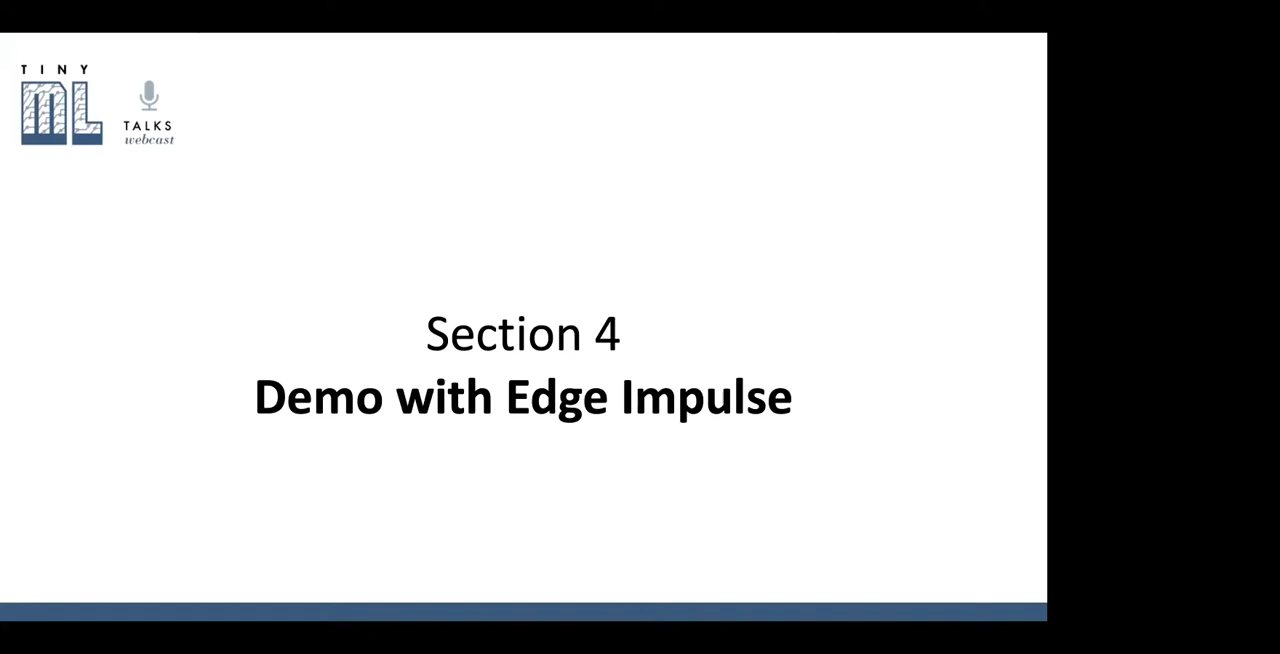 TINY
ML
TALKS
webcast
Section 4
Demo with Edge Impulse